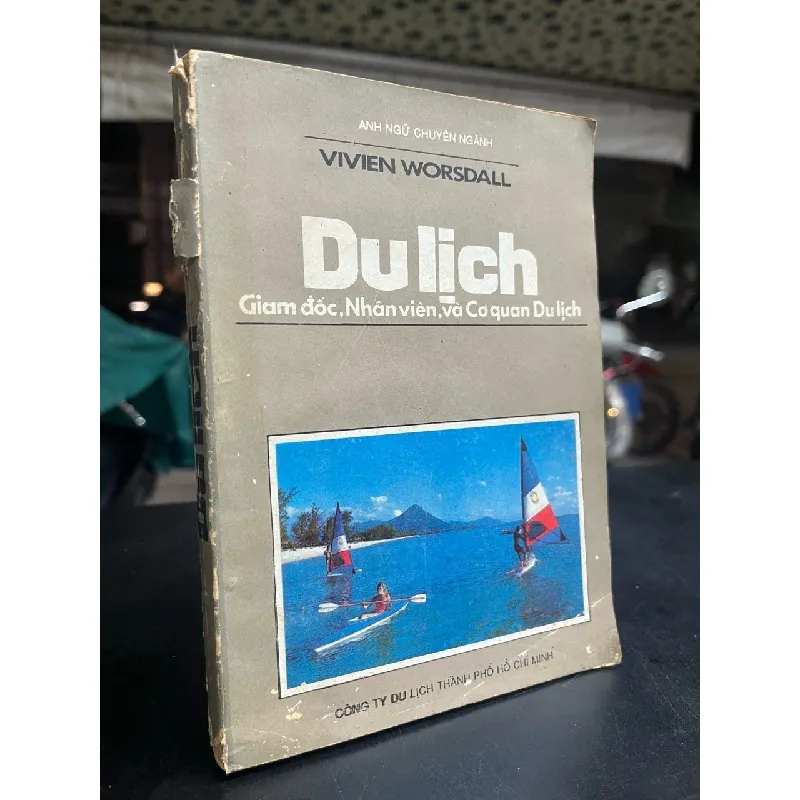 ANH NGỮ CHUYÊN NGÀNH
VIVIEN WORSDALL
Du lịch
Giam đốc, Nhân viên, và Cơ quan Du lịch
CÔNG TY DU LỊCH THÀNH PHỐ HỒ CHÍ MINH